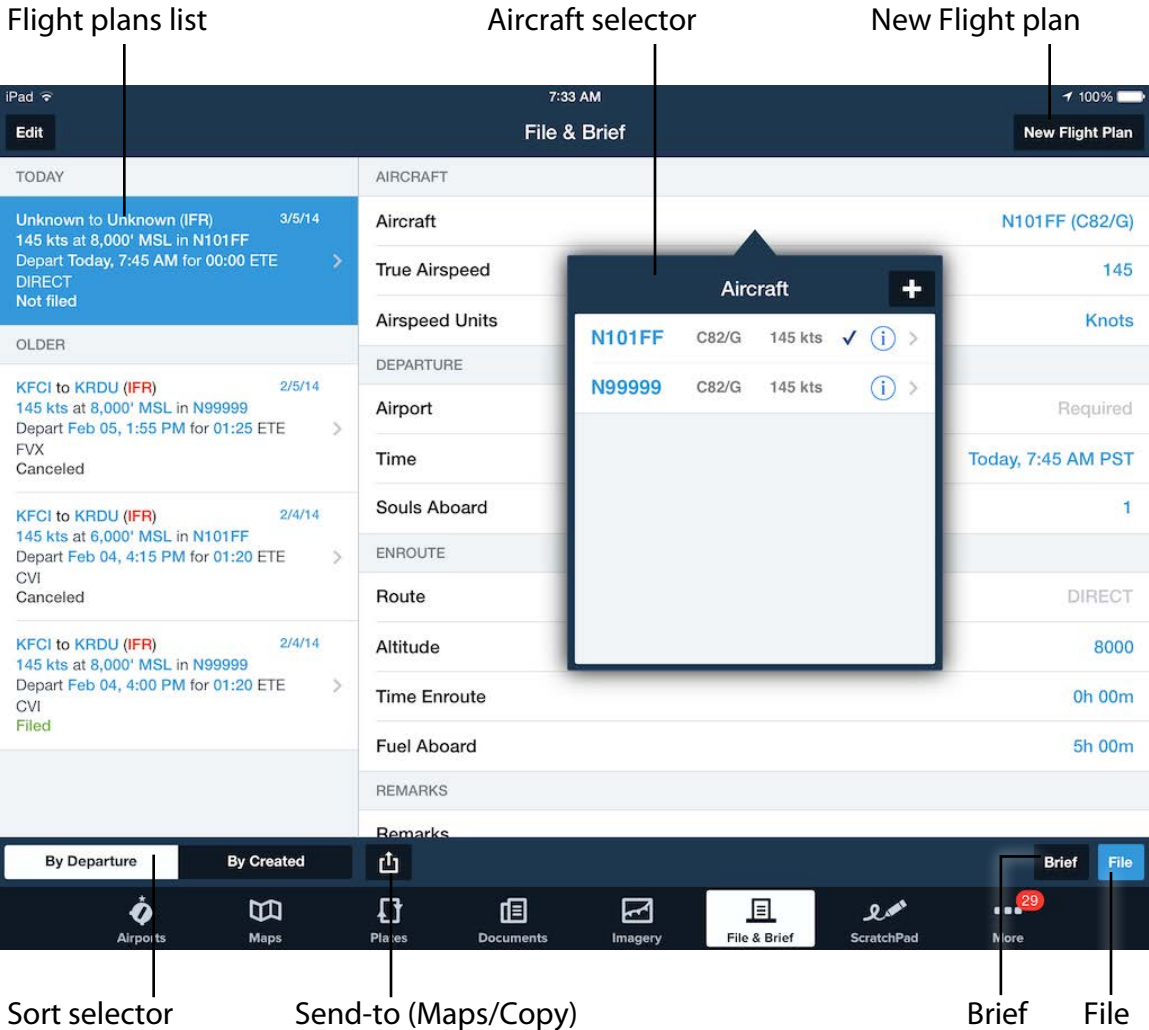 Flight plans list
Aircraft selector
New Flight plan
iPad
7:33 AM
100%
Edit
File & Brief
New Flight Plan
TODAY
Unknown to Unknown (IFR) 3/5/14
145 kts at 8,000' MSL in N101FF
Depart Today, 7:45 AM for 00:00 ETE
DIRECT
Not filed
OLDER
KFCI to KRDU (IFR) 2/5/14
145 kts at 8,000' MSL in N99999
Depart Feb 05, 1:55 PM for 01:25 ETE
FVX
Canceled
KFCI to KRDU (IFR) 2/4/14
145 kts at 6,000' MSL in N101FF
Depart Feb 04, 4:15 PM for 01:20 ETE
CVI
Canceled
KFCI to KRDU (IFR) 2/4/14
145 kts at 8,000' MSL in N99999
Depart Feb 04, 4:00 PM for 01:20 ETE
CVI
Filed
AIRCRAFT
Aircraft N101FF (C82/G)
True Airspeed 145
Airspeed Units Knots
DEPARTURE
Airport Required
Time Today, 7:45 AM PST
Souls Aboard 1
ENROUTE
Route DIRECT
Altitude 8000
Time Enroute 0h 00m
Fuel Aboard 5h 00m
REMARKS
Remarks
Aircraft +
N101FF C82/G 145 kts
N99999 C82/G 145 kts
By Departure By Created
Brief File
Airports Maps Plates Documents Imagery File & Brief ScratchPad More 29
Sort selector
Send-to (Maps/Copy)
Brief
File